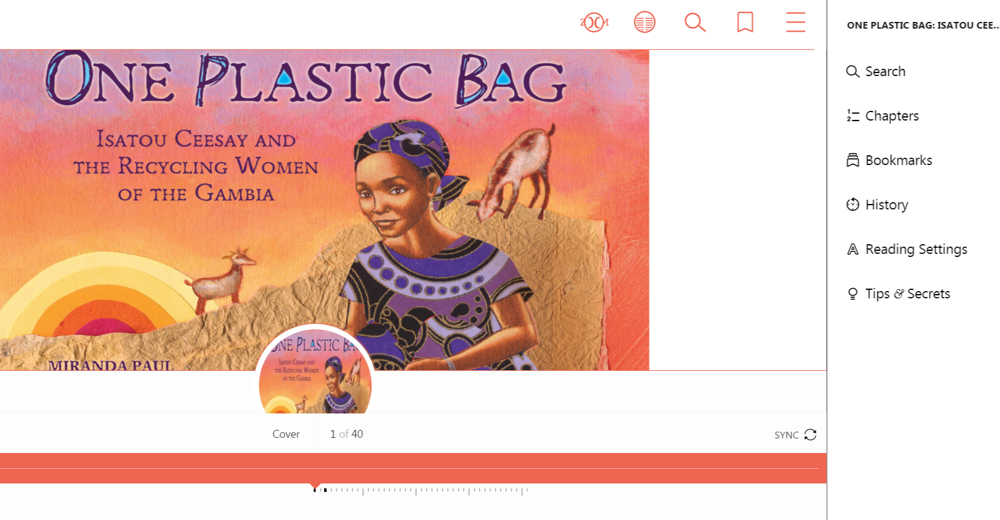 ZOOM
ONE PLASTIC BAG: ISATOU CEE...
ONE PLASTIC BAG
ISATOU CEESAY AND
THE RECYCLING WOMEN
OF THE GAMBIA
MIRANDA PAUL
ONE PLASTIC BA
ISATOU CEESAY AND
THE RECYCLING WOMEN
OF THE GAMBIA
Cover
1 of 40
SYNC
Search
1
2
Chapters
Bookmarks
History
A
Reading Settings
Tips & Secrets